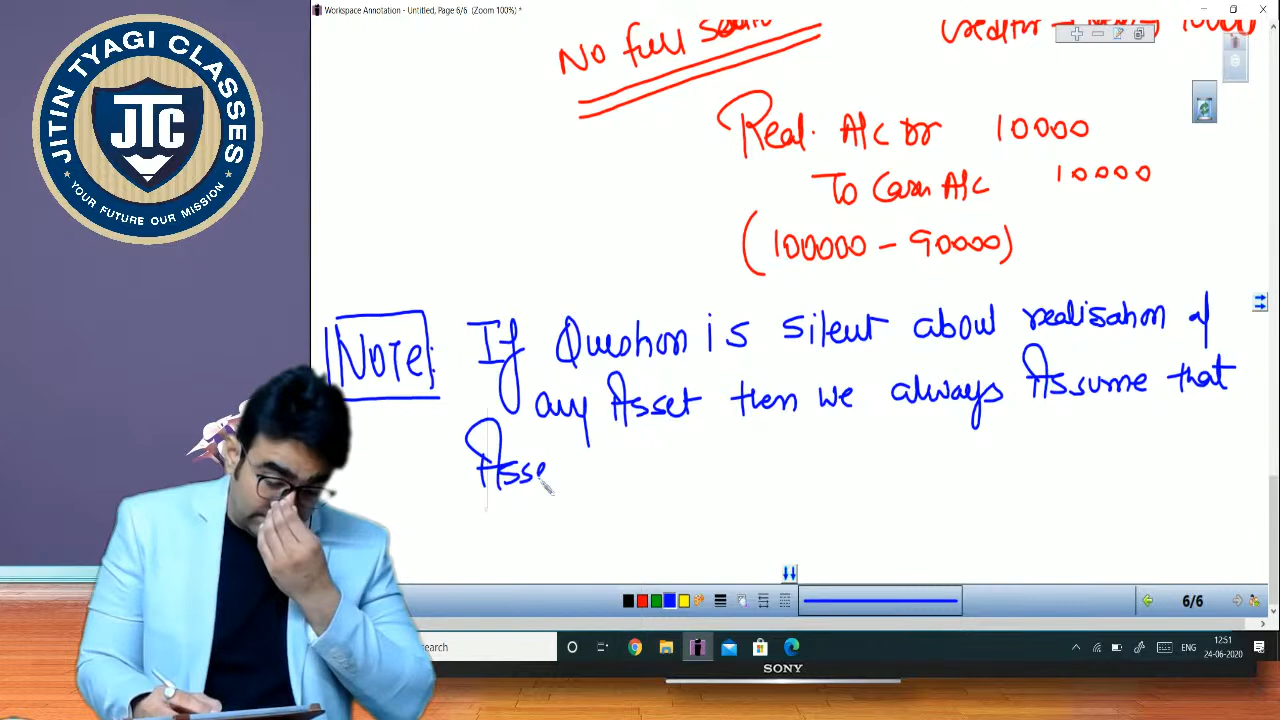 Workspace Annotation - Untitled, Page 6/6 (Zoom 100%) *
JITIN TYAGI CLASSES
JTC
YOUR FUTURE OUR MISSION
No full
10000
Real. A/c Dr 10000
To Cash A/c 10000
(100000 - 90000)
Note: If Question is silent about realisation of
any Asset then we always Assume that
Asse
6/6
earch
12:51
ENG
24-06-2020
SONY